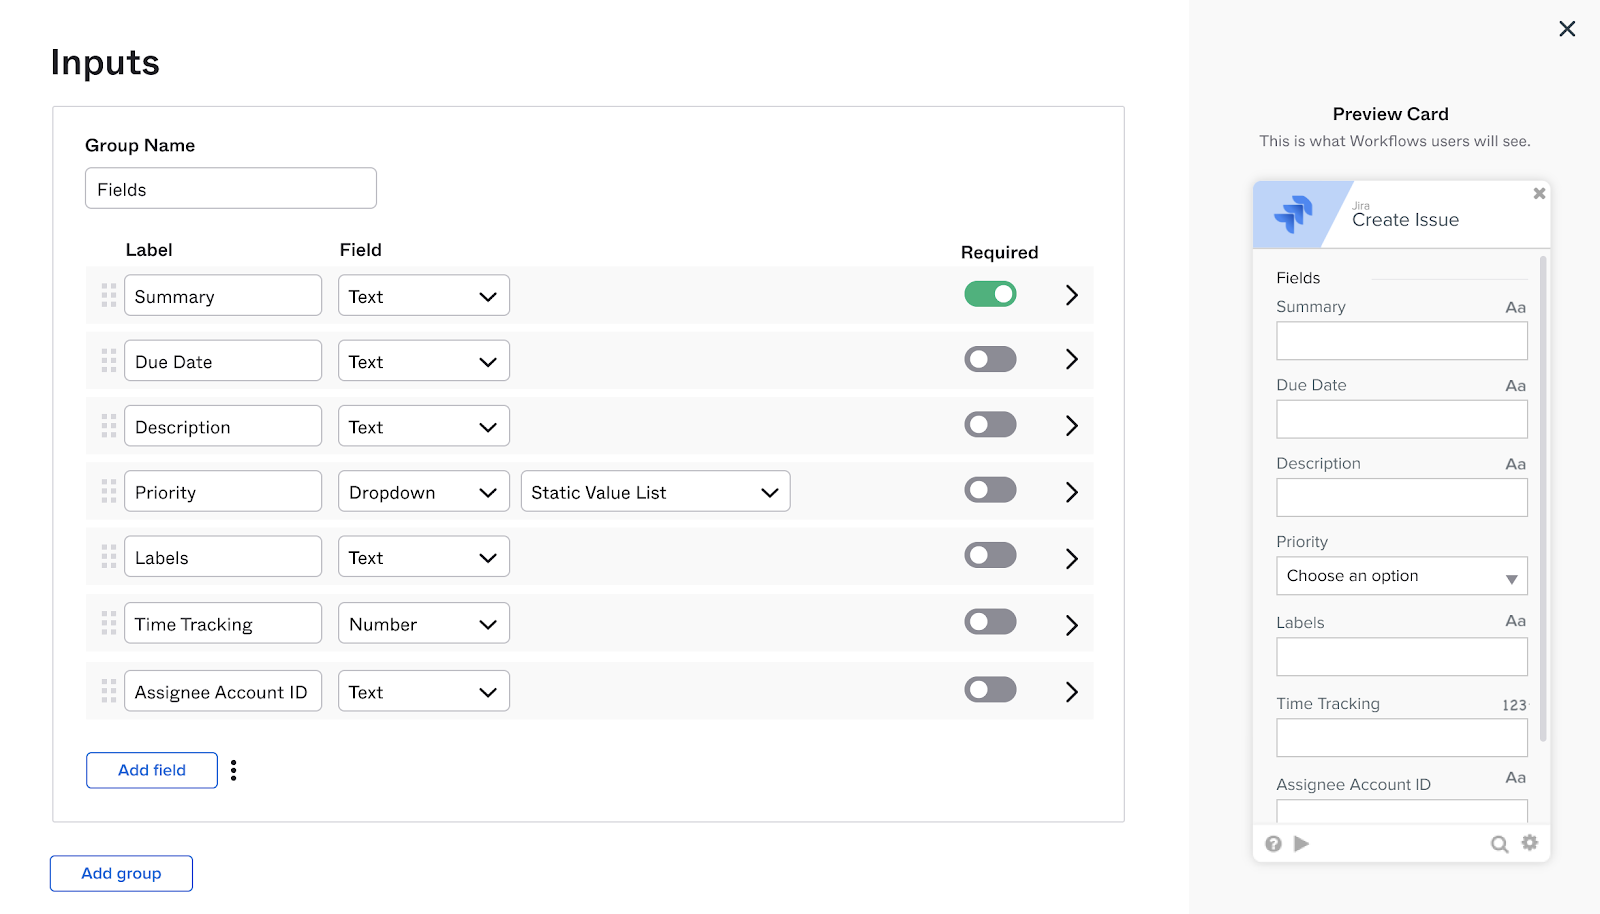 Inputs
Group Name
Fields
Label Field Required
Summary Text
Due Date Text
Description Text
Priority Dropdown Static Value List
Labels Text
Time Tracking Number
Assignee Account ID Text
Add field
Add group
Preview Card
This is what Workflows users will see.
Jira
Create Issue
Fields
Summary Aa
Due Date Aa
Description Aa
Priority
Choose an option
Labels Aa
Time Tracking 123
Assignee Account ID Aa
?